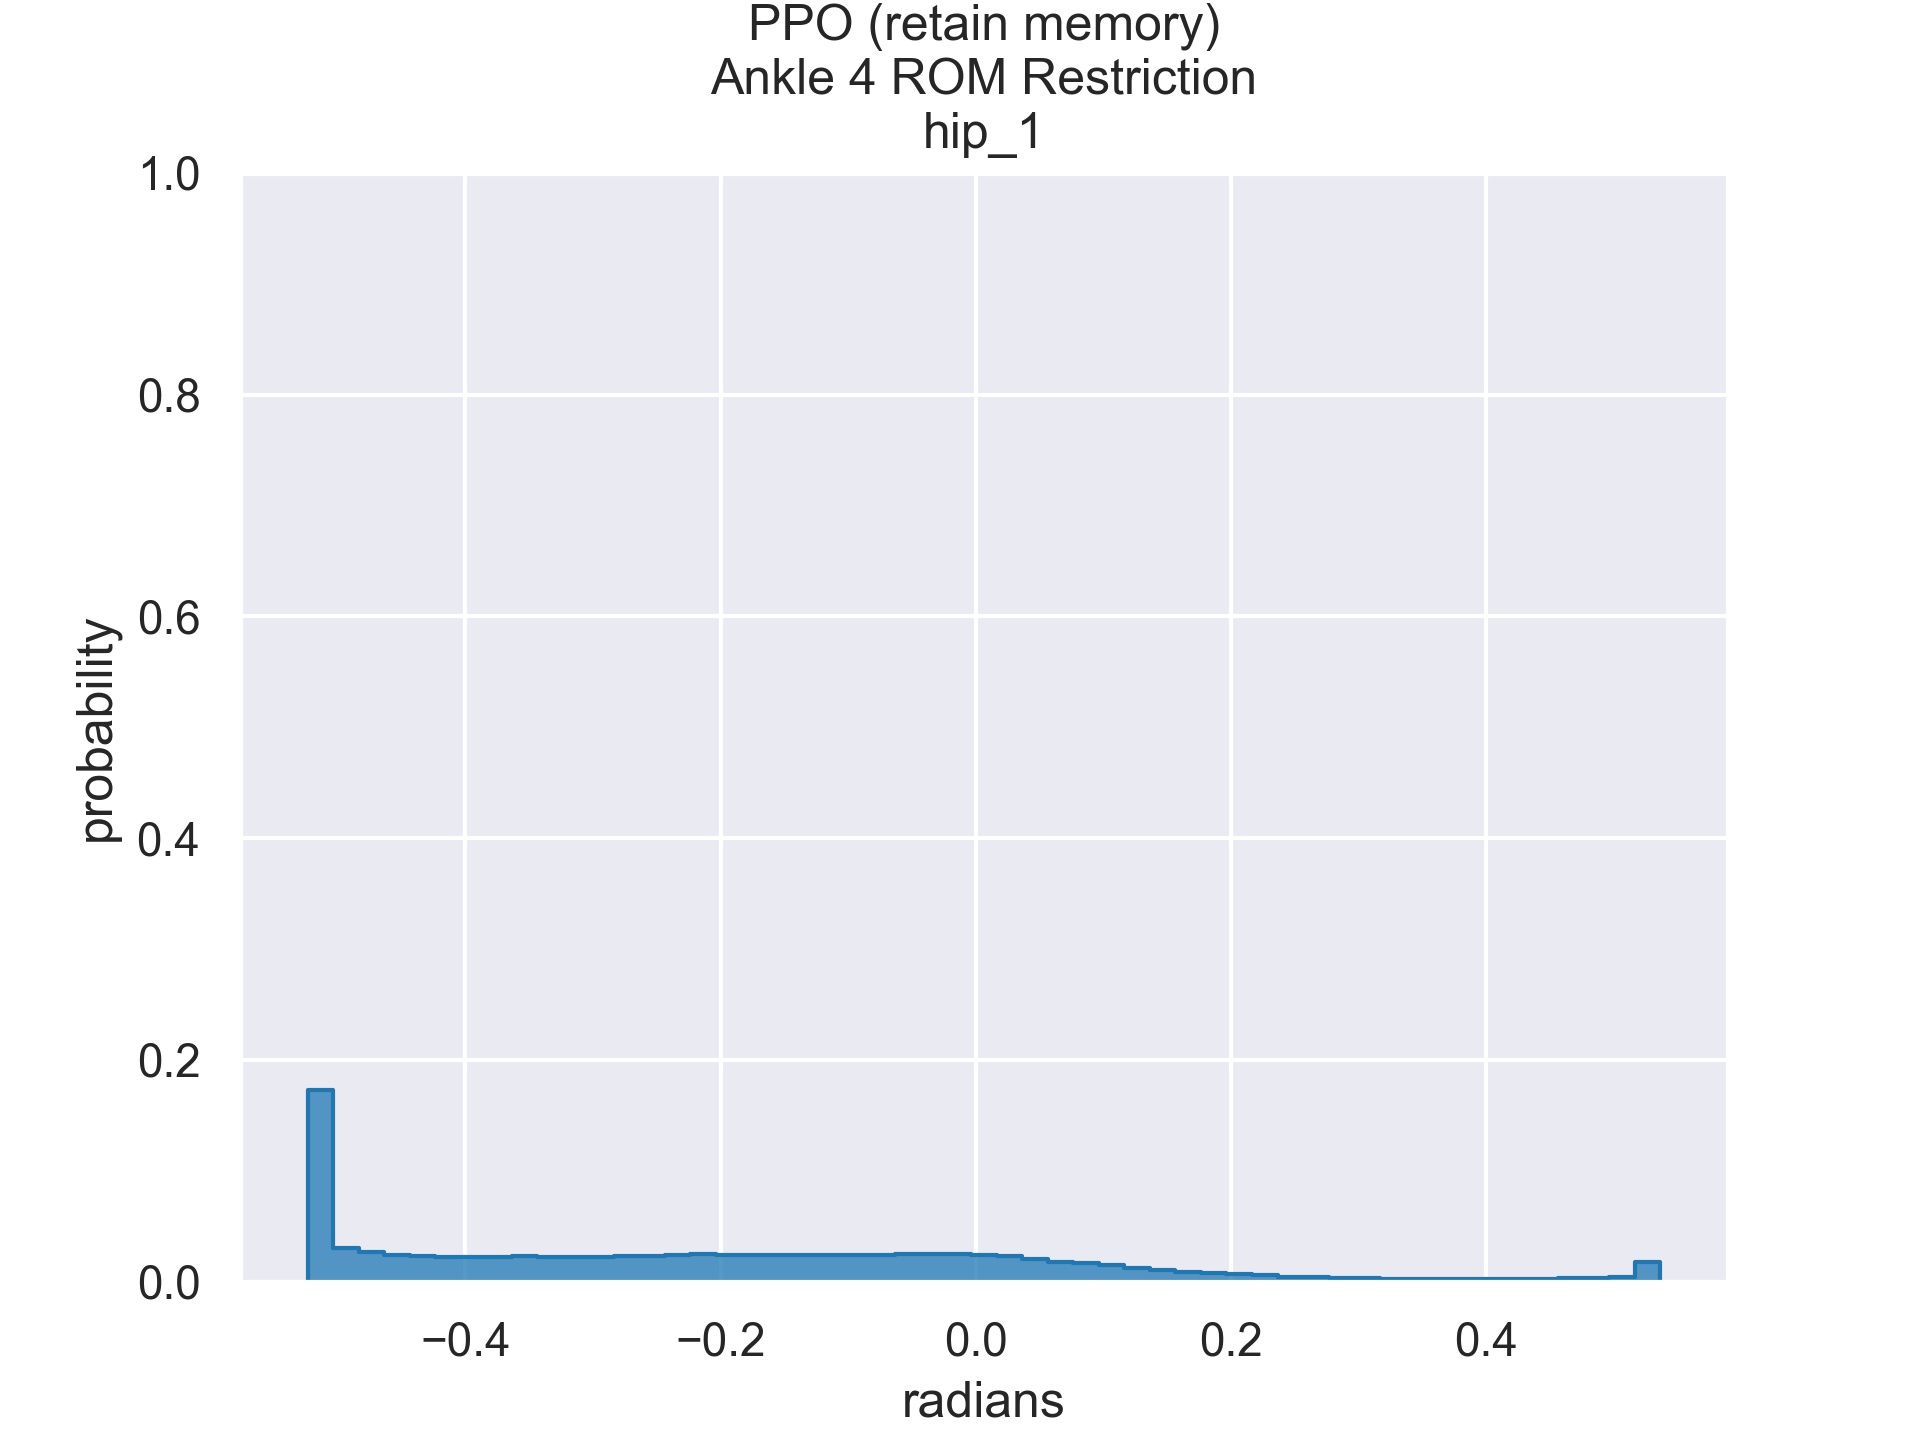 PPO (retain memory)
Ankle 4 ROM Restriction
hip_1
1.0
0.8
0.6
0.4
0.2
0.0
probability
−0.4
−0.2
0.0
0.2
0.4
radians